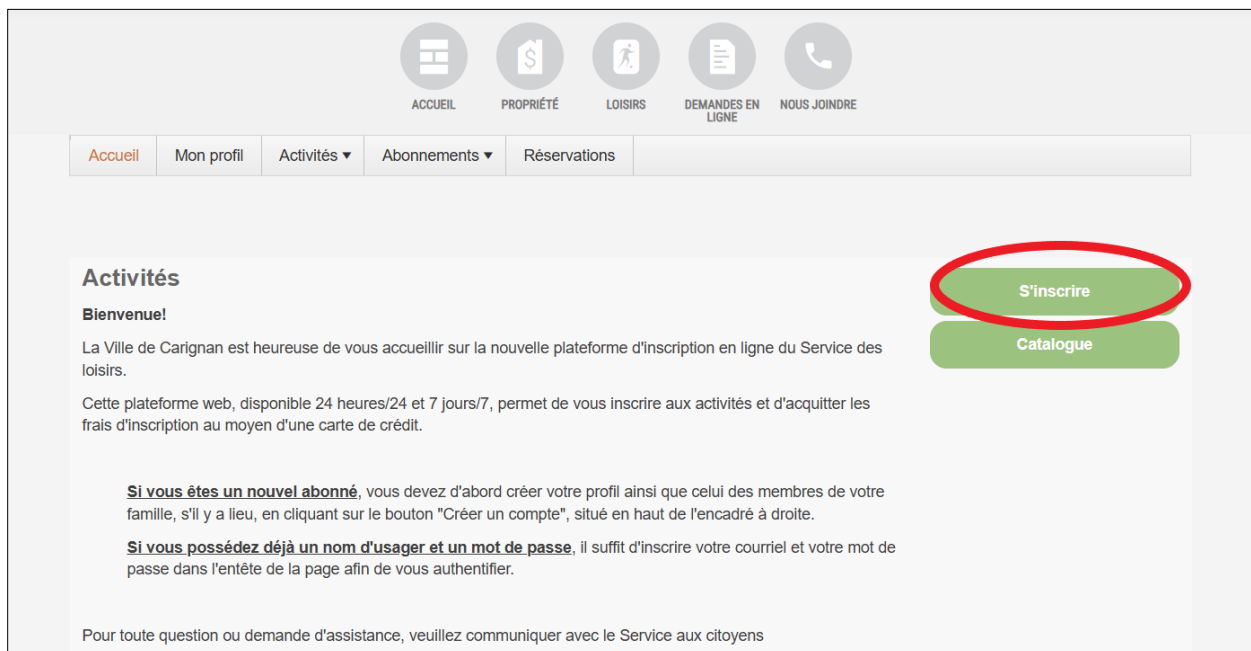 ACCUEIL
PROPRIÉTÉ
LOISIRS
DEMANDES EN
LIGNE
NOUS JOINDRE
Accueil
Mon profil
Activités ▾
Abonnements ▾
Réservations
Activités
S'inscrire
Catalogue
Bienvenue!
La Ville de Carignan est heureuse de vous accueillir sur la nouvelle plateforme d'inscription en ligne du Service des
loisirs.
Cette plateforme web, disponible 24 heures/24 et 7 jours/7, permet de vous inscrire aux activités et d'acquitter les
frais d'inscription au moyen d'une carte de crédit.
Si vous êtes un nouvel abonné, vous devez d'abord créer votre profil ainsi que celui des membres de votre
famille, s'il y a lieu, en cliquant sur le bouton "Créer un compte", situé en haut de l'encadré à droite.
Si vous possédez déjà un nom d'usager et un mot de passe, il suffit d'inscrire votre courriel et votre mot de
passe dans l'entête de la page afin de vous authentifier.
Pour toute question ou demande d'assistance, veuillez communiquer avec le Service aux citoyens